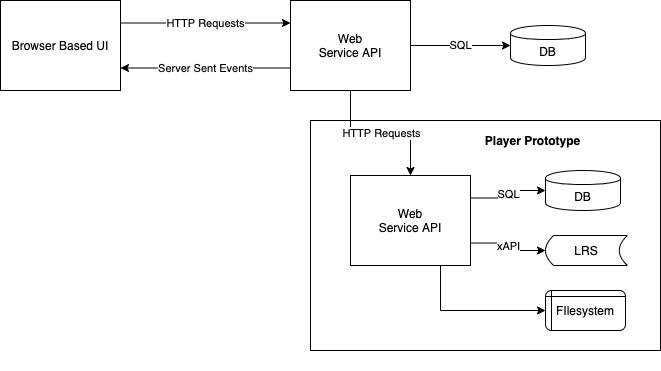 Browser Based UI
HTTP Requests
Server Sent Events
Web
Service API
SQL
DB
HTTP Requests
Player Prototype
Web
Service API
SQL
DB
xAPI
LRS
FIlesystem